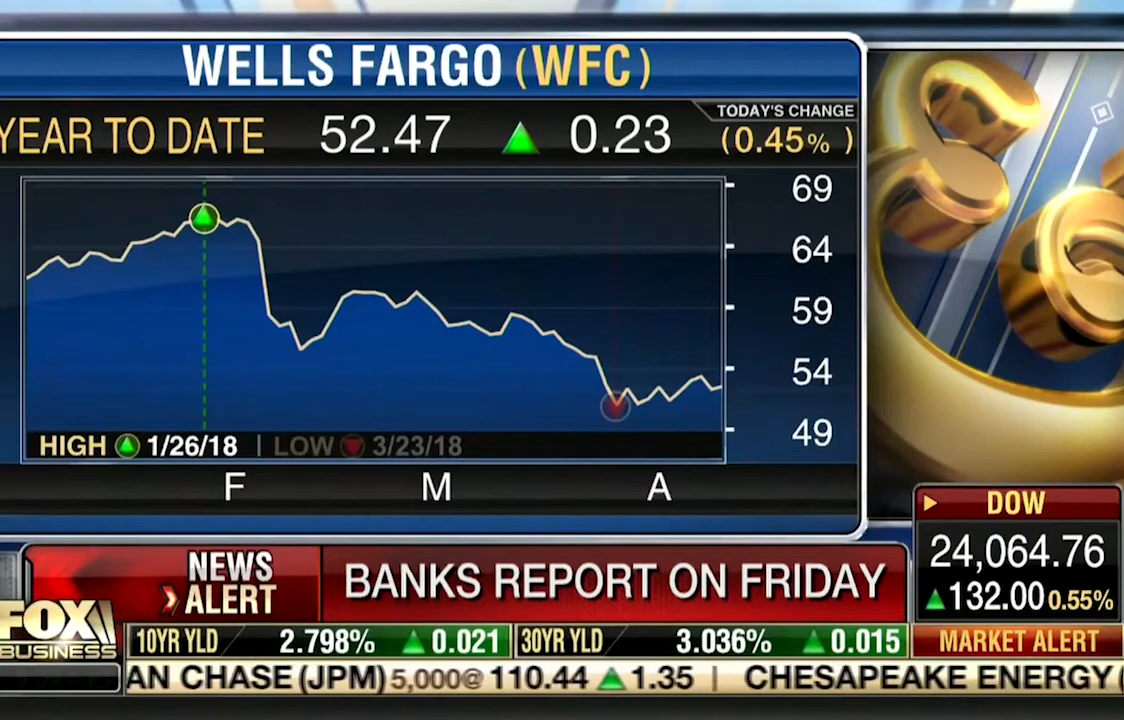 WELLS FARGO (WFC)
YEAR TO DATE 52.47 ▲ 0.23
TODAY'S CHANGE
(0.45%)
69
64
59
54
49
HIGH ▲ 1/26/18 | LOW ▼ 3/23/18
F M A
DOW
24,064.76
▲132.00 0.55%
MARKET ALERT
NEWS
ALERT
BANKS REPORT ON FRIDAY
FOX
BUSINESS
10YR YLD 2.798% ▲ 0.021 30YR YLD 3.036% ▲ 0.015
AN CHASE (JPM) 5,000@ 110.44 ▲ 1.35 | CHESAPEAKE ENERGY (